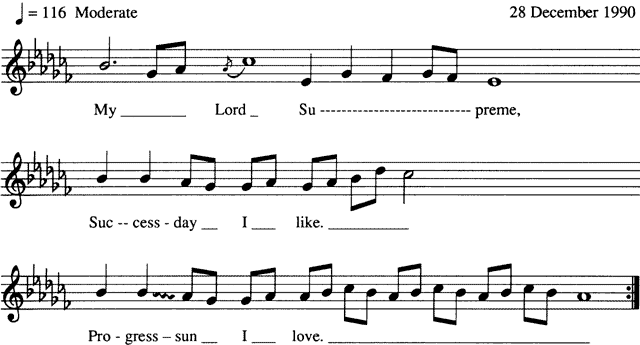 ♩ = 116 Moderate 28 December 1990
My ________ Lord _ Su ---------------------------- preme,
Suc -- cess - day __ I ___ like. __________
Pro - gress – sun __ I ___ love. ________________________________